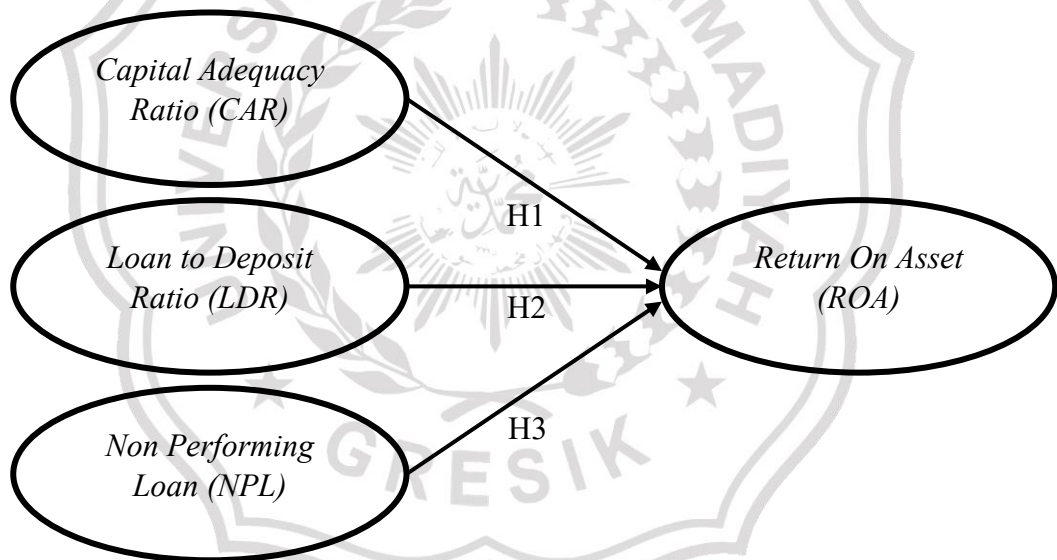 Capital Adequacy
Ratio (CAR)
H1
Loan to Deposit
Ratio (LDR)
H2
Return On Asset
(ROA)
Non Performing
Loan (NPL)
H3
GRESIK